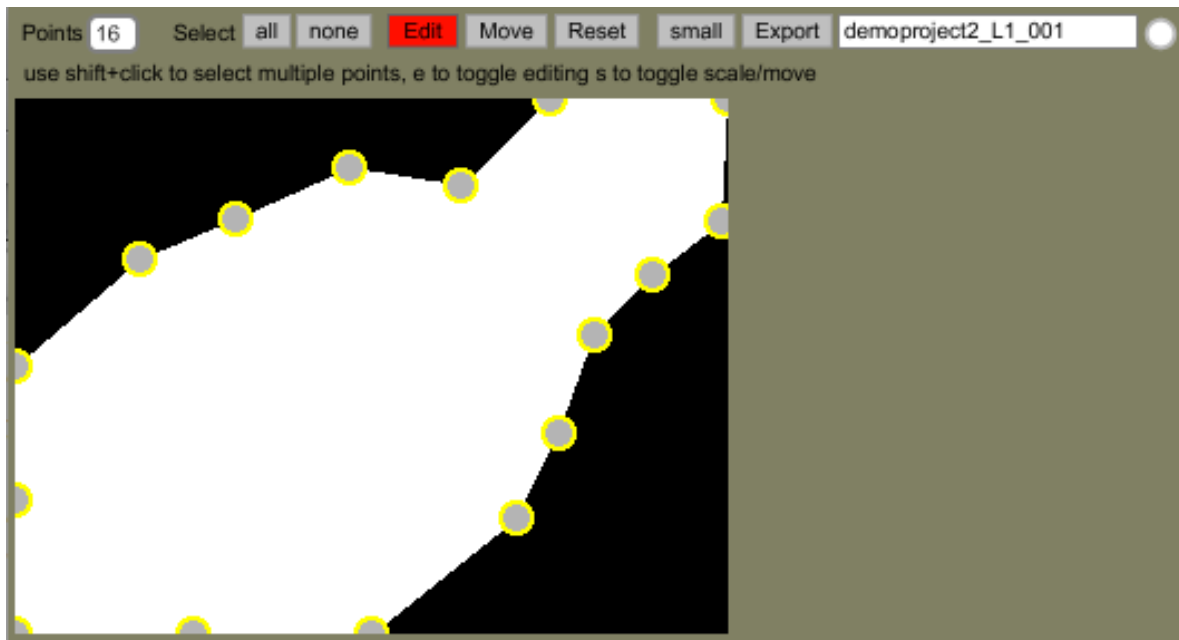 Points 16 Select all none Edit Move Reset small Export demoproject2_L1_001
use shift+click to select multiple points, e to toggle editing s to toggle scale/move